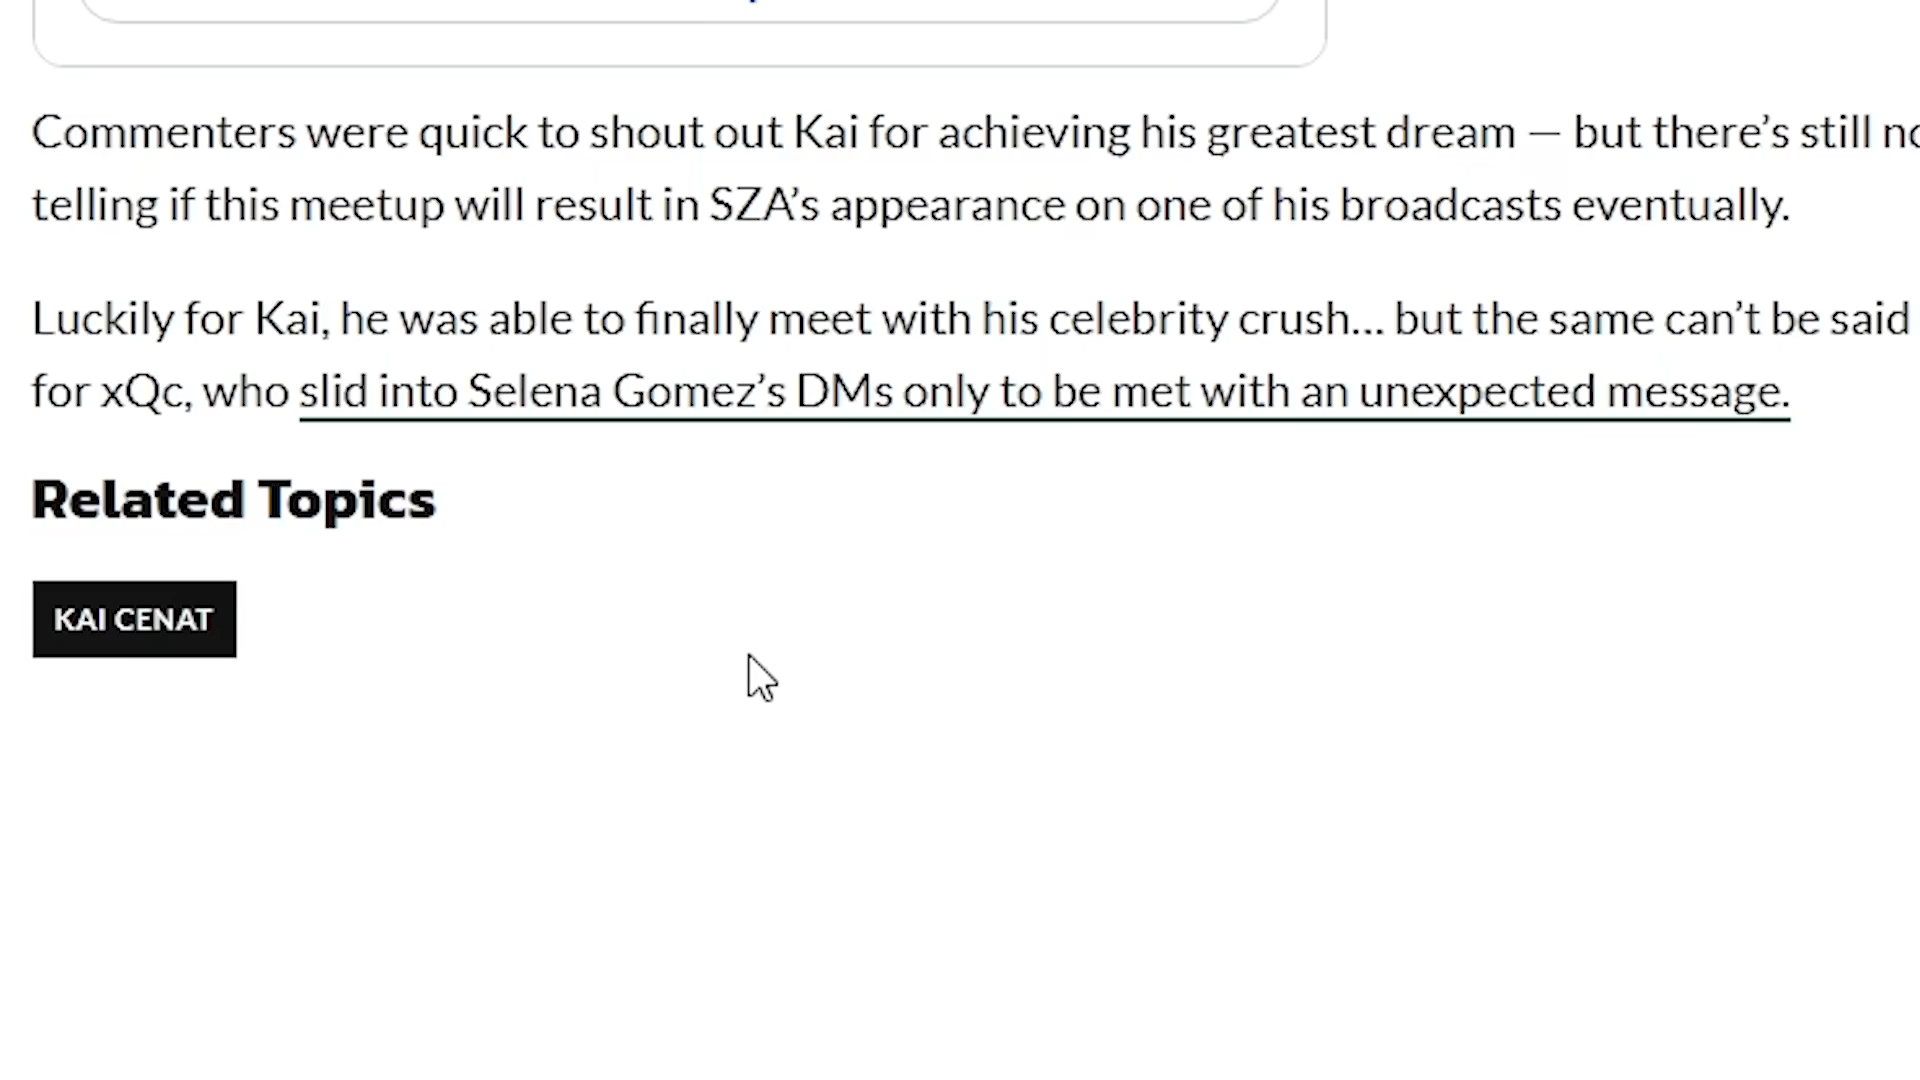 Commenters were quick to shout out Kai for achieving his greatest dream — but there’s still no
telling if this meetup will result in SZA’s appearance on one of his broadcasts eventually.
Luckily for Kai, he was able to finally meet with his celebrity crush... but the same can’t be said
for xQc, who slid into Selena Gomez’s DMs only to be met with an unexpected message.
Related Topics
KAI CENAT